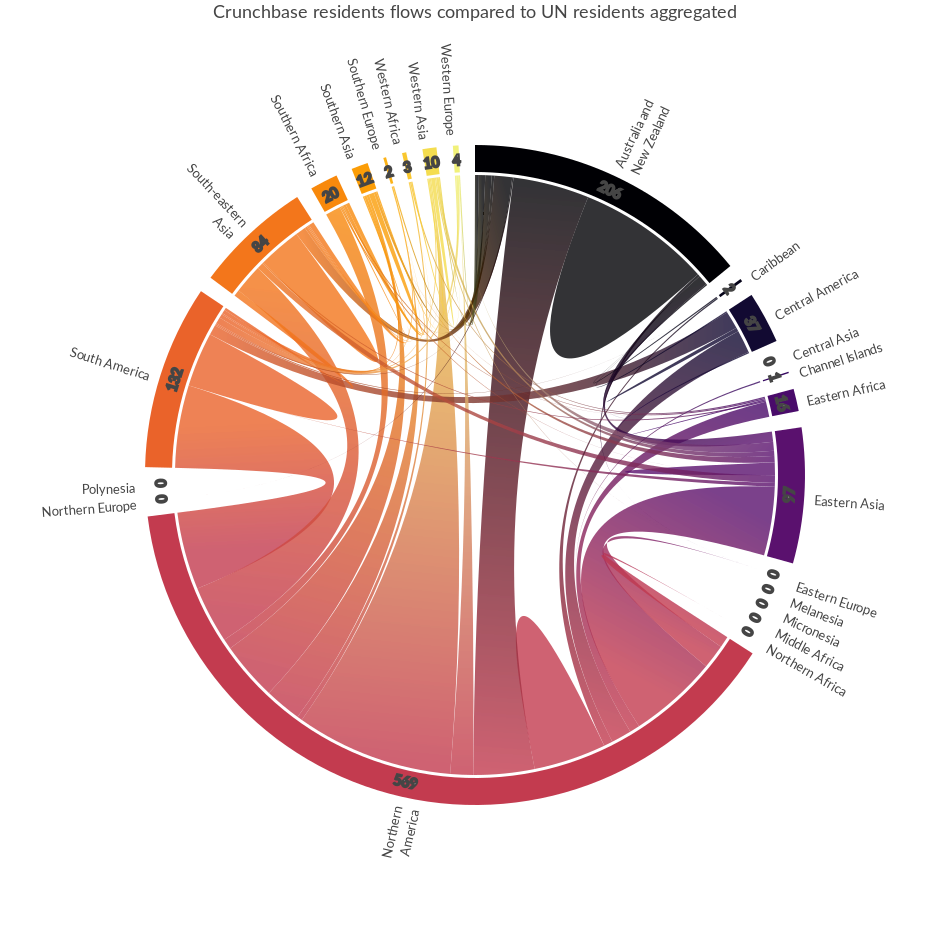 Crunchbase residents flows compared to UN residents aggregated
Australia and
New Zealand
206
Caribbean
Central America
37
Central Asia
0
Channel Islands
1
Eastern Africa
16
Eastern Asia
97
Eastern Europe
0
Melanesia
0
Micronesia
0
Middle Africa
0
Northern Africa
0
Northern
America
569
Northern Europe
0
Polynesia
0
South America
132
South-eastern
Asia
84
Southern Africa
20
Southern Asia
12
Southern Europe
2
Western Africa
3
Western Asia
10
Western Europe
4